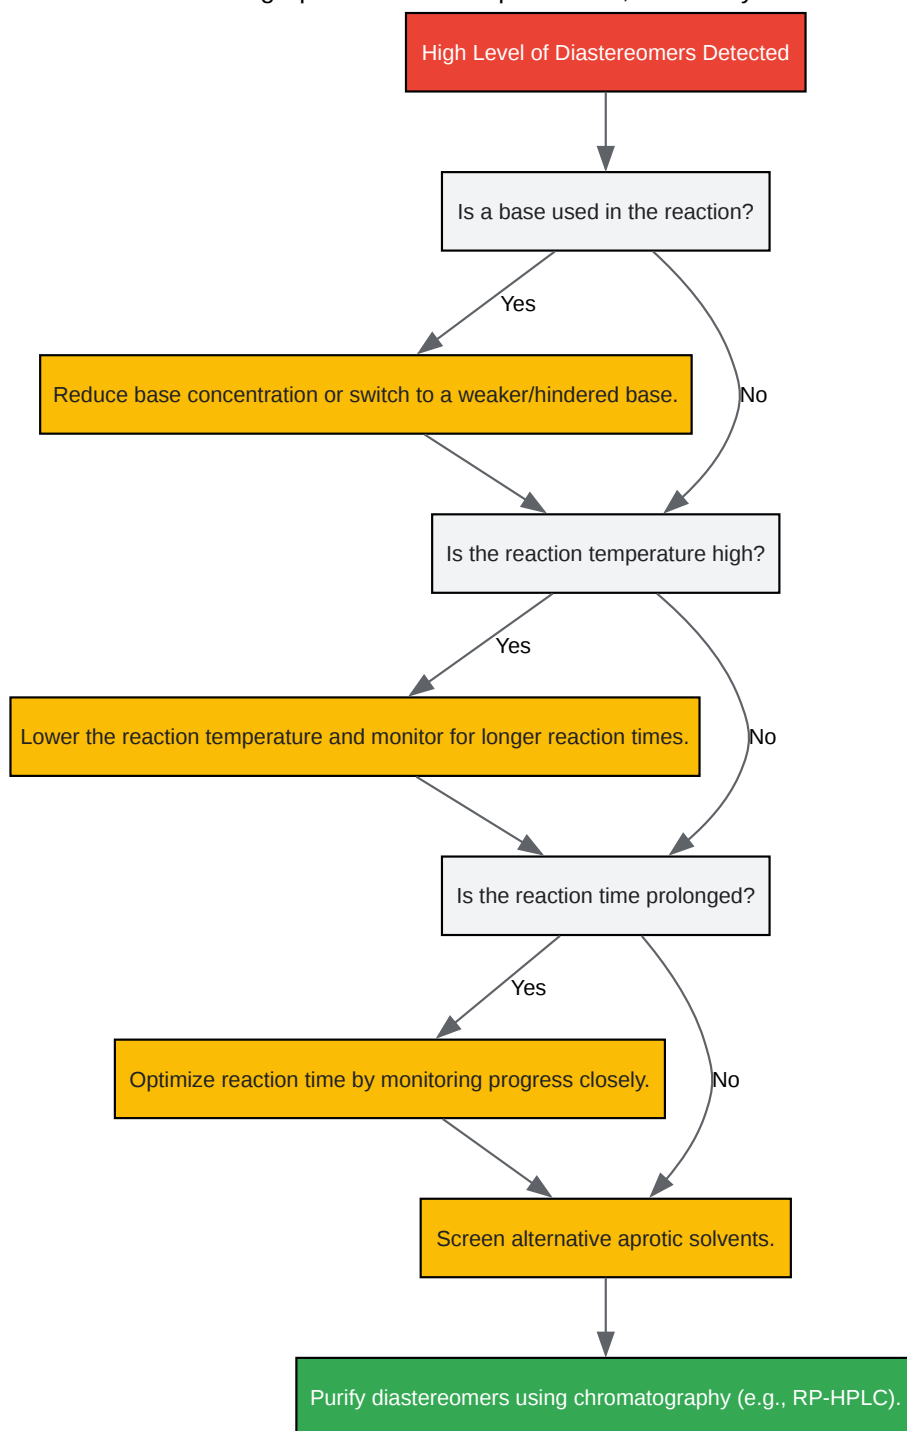 High Level of Diastereomers Detected
Is a base used in the reaction?
Yes
Reduce base concentration or switch to a weaker/hindered base.
No
Is the reaction temperature high?
Yes
Lower the reaction temperature and monitor for longer reaction times.
No
Is the reaction time prolonged?
Yes
Optimize reaction time by monitoring progress closely.
No
Screen alternative aprotic solvents.
Purify diastereomers using chromatography (e.g., RP-HPLC).